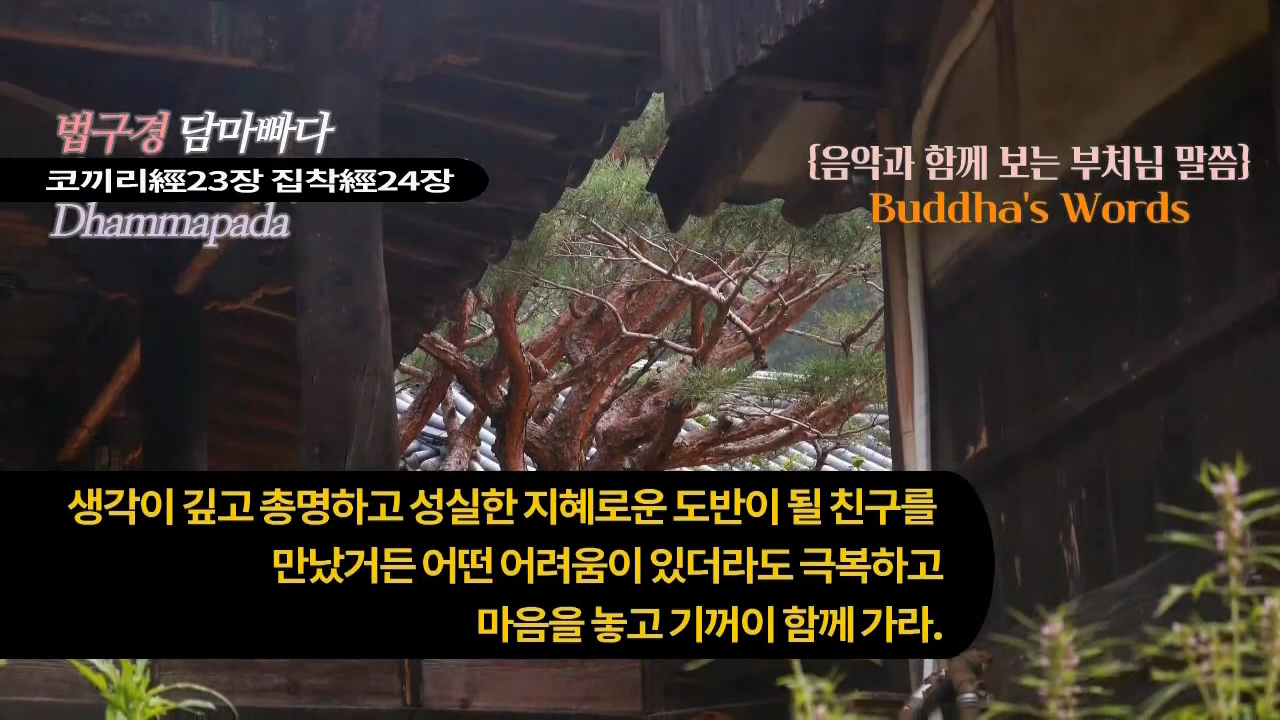 법구경 담마빠다
코끼리經23장 집착經24장
Dhammapada
{음악과 함께 보는 부처님 말씀}
Buddha's Words
생각이 깊고 총명하고 성실한 지혜로운 도반이 될 친구를
만났거든 어떤 어려움이 있더라도 극복하고
마음을 놓고 기꺼이 함께 가라.